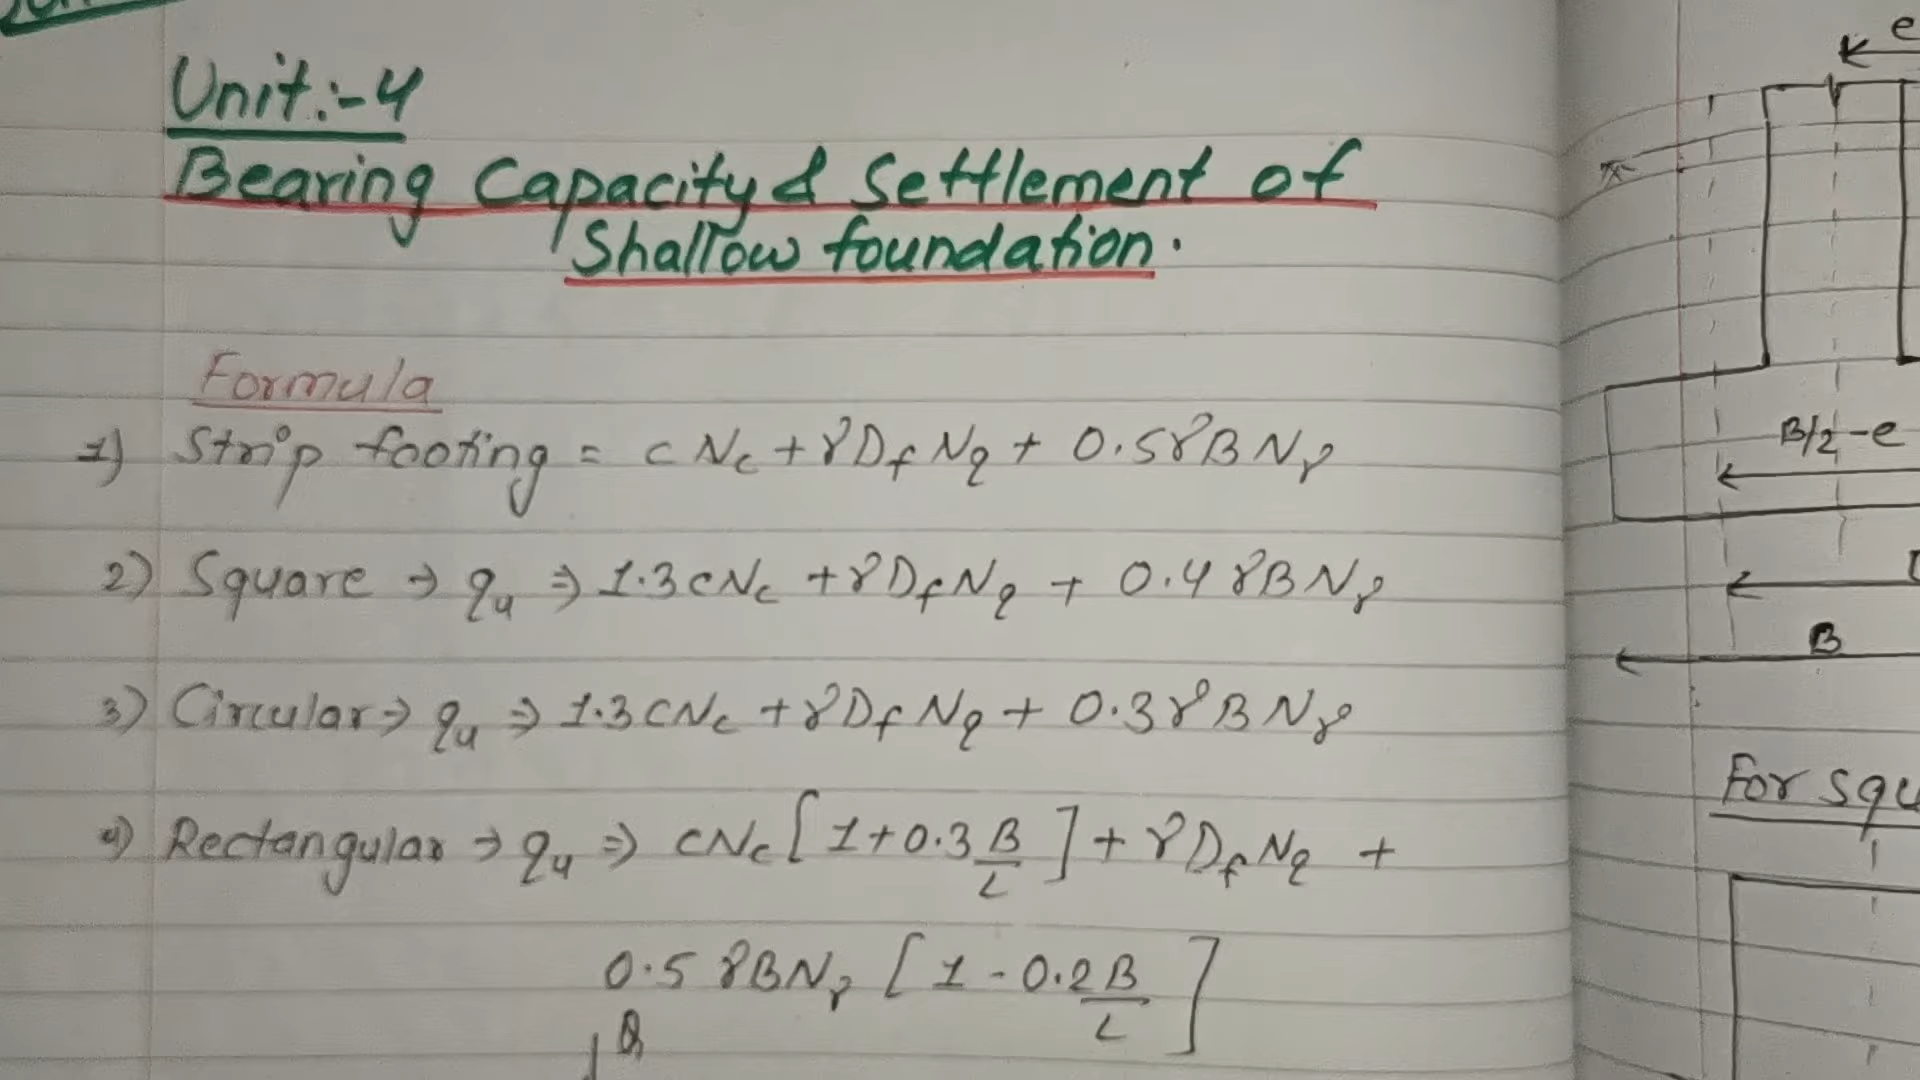 Unit:-4
Bearing Capacity & Settlement of
Shallow foundation.
Formula
1) Strip footing = cNc + γDfNq + 0.5γBNγ
2) Square → qu ⇒ 1.3cNc + γDfNq + 0.4γBNγ
3) Circular → qu ⇒ 1.3cNc + γDfNq + 0.3γBNγ
4) Rectangular → qu ⇒ cNc [1+0.3 B/L] + γDfNq +
0.5γBNγ [1-0.2 B/L]
Q
e
B/2-e
B
For squ